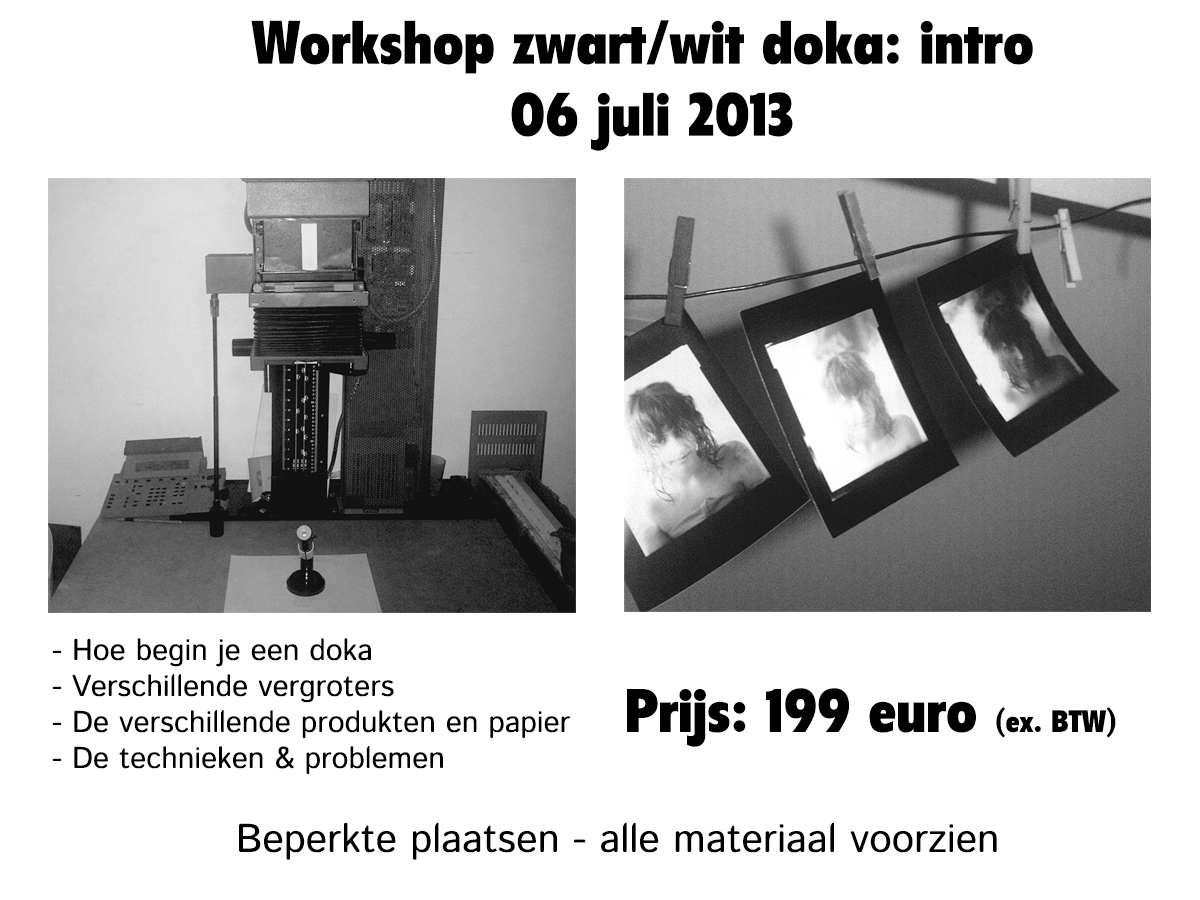 Workshop zwart/wit doka: intro
06 juli 2013
- Hoe begin je een doka
- Verschillende vergroters
- De verschillende produkten en papier
- De technieken & problemen
Prijs: 199 euro (ex. BTW)
Beperkte plaatsen - alle materiaal voorzien